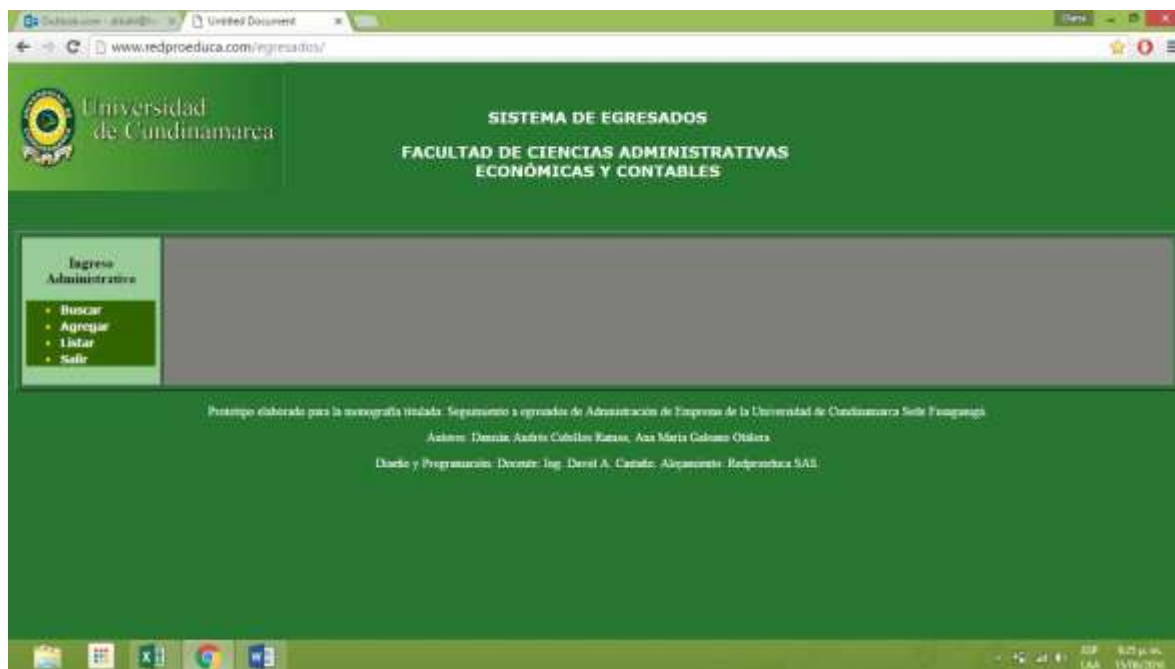 Untitled Document
www.redproeduca.com/egresados/
Universidad
de Cundinamarca
SISTEMA DE EGRESADOS
FACULTAD DE CIENCIAS ADMINISTRATIVAS
ECONÓMICAS Y CONTABLES
Ingreso
Administrativo
Buscar
Agregar
Listar
Salir
Prototipo elaborado para la monografía titulada: Seguimiento a egresados de Administración de Empresas de la Universidad de Cundinamarca Sede Fusagasugá
Autores: Damián Andrés Cubillos, Ana María Galeano
Diseño y Programación: Docente: Ing. David A. Castaño. Alojamiento: Redproeduca SAS.
ESP